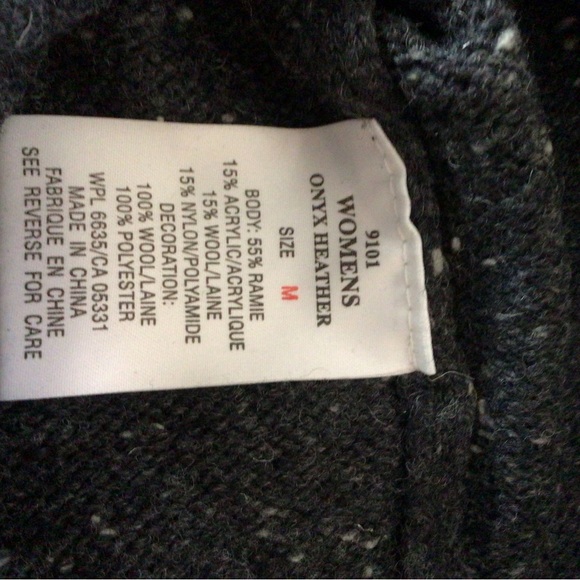 9101
WOMENS
ONYX HEATHER
SIZE M
BODY: 55% RAMIE
15% ACRYLIC/ACRYLIQUE
15% WOOL/LAINE
15% NYLON/POLYAMIDE
DECORATION:
100% WOOL/LAINE
100% POLYESTER
WPL 6635/CA 05331
MADE IN CHINA
FABRIQUE EN CHINE
SEE REVERSE FOR CARE